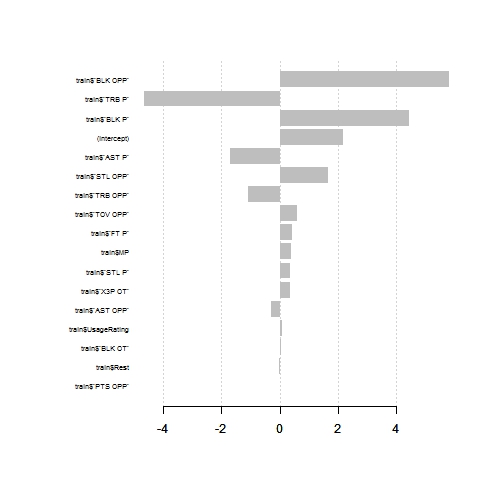 train$`BLK OPP`
train$`TRB P`
train$`BLK P`
(Intercept)
train$`AST P`
train$`STL OPP`
train$`TRB OPP`
train$`TOV OPP`
train$`FT P`
train$MP
train$`STL P`
train$`X3P OT`
train$`AST OPP`
train$UsageRating
train$`BLK OT`
train$Rest
train$`PTS OPP`
-4 -2 0 2 4